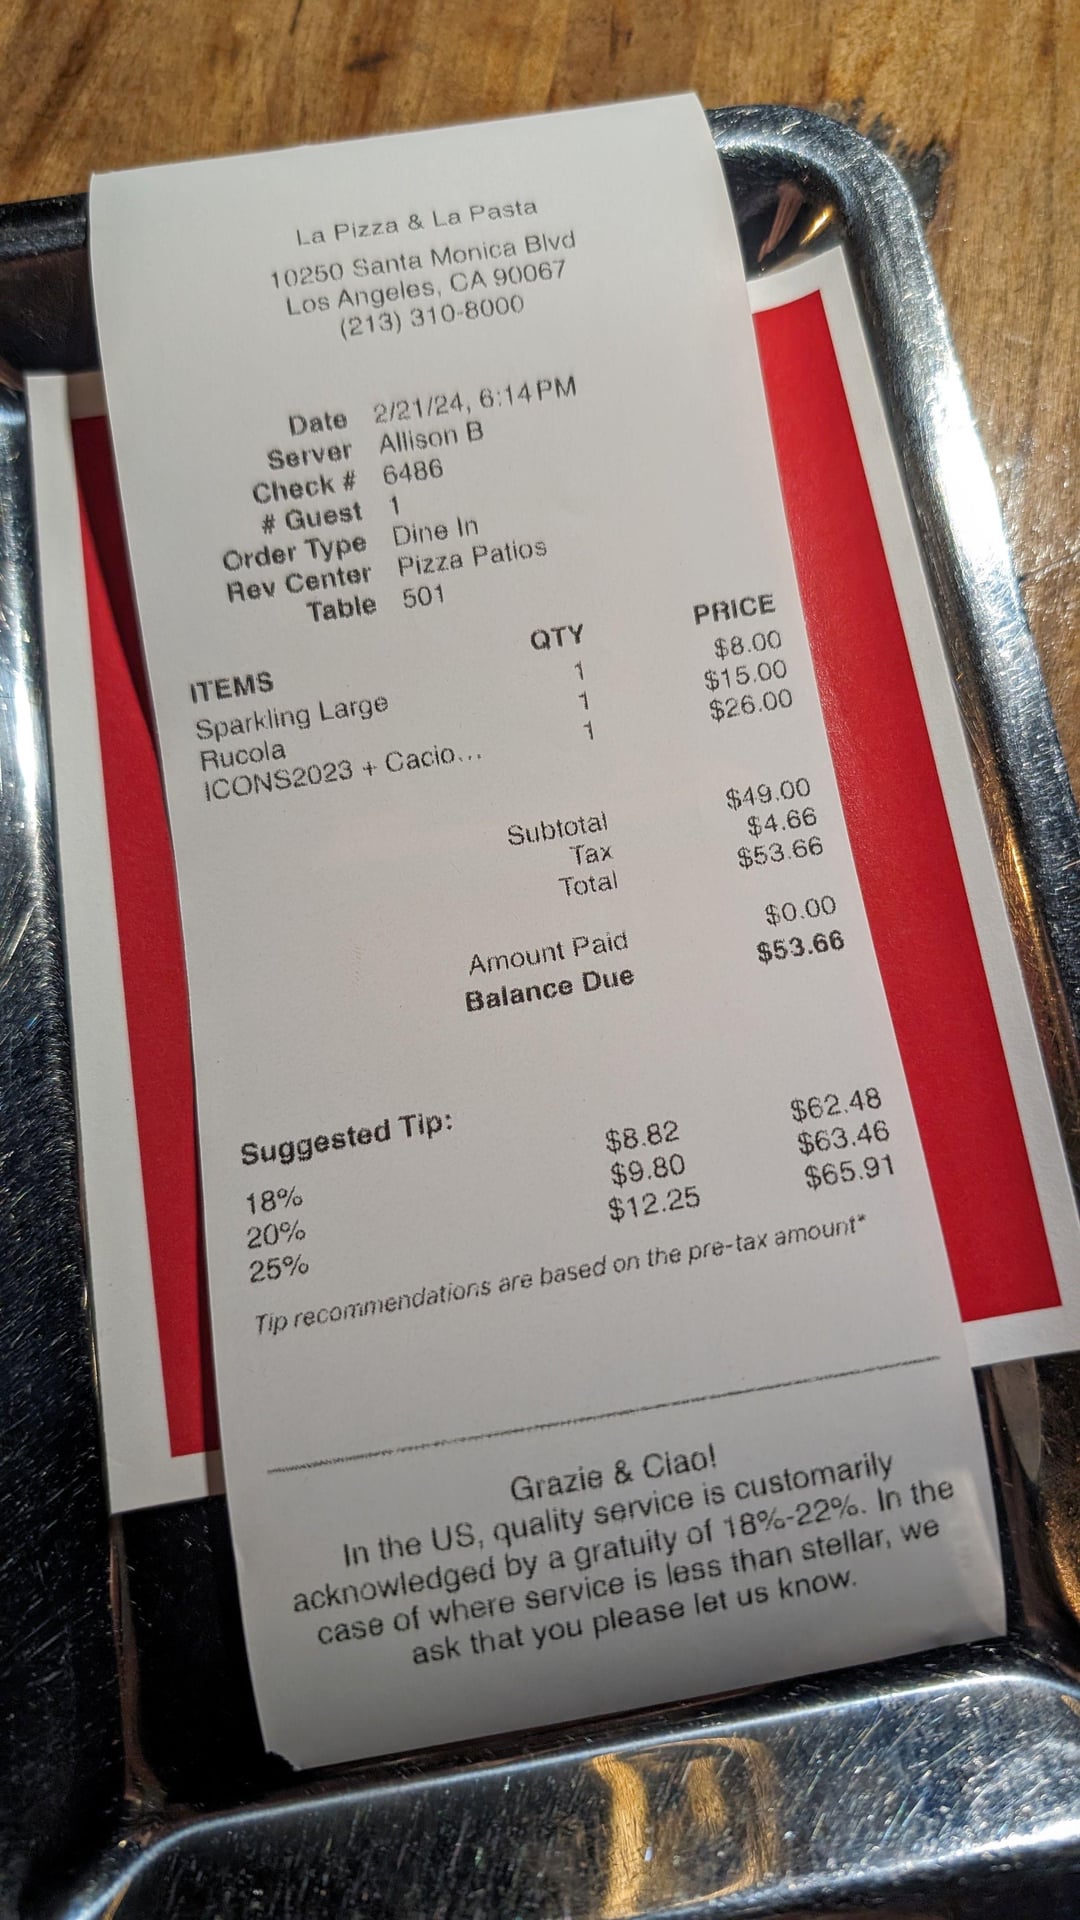 La Pizza & La Pasta
10250 Santa Monica Blvd
Los Angeles, CA 90067
(213) 310-8000
Date 2/21/24, 6:14 PM
Server Allison B
Check # 6486
# Guest 1
Order Type Dine In
Rev Center Pizza Patios
Table 501
ITEMS QTY PRICE
Sparkling Large 1 $8.00
Rucola 1 $15.00
ICONS2023 + Cacio... 1 $26.00
Subtotal $49.00
Tax $4.66
Total $53.66
Amount Paid $0.00
Balance Due $53.66
Suggested Tip:
18% $8.82 $62.48
20% $9.80 $63.46
25% $12.25 $65.91
Tip recommendations are based on the pre-tax amount*
Grazie & Ciao!
In the US, quality service is customarily
acknowledged by a gratuity of 18%-22%. In the
case of where service is less than stellar, we
ask that you please let us know.